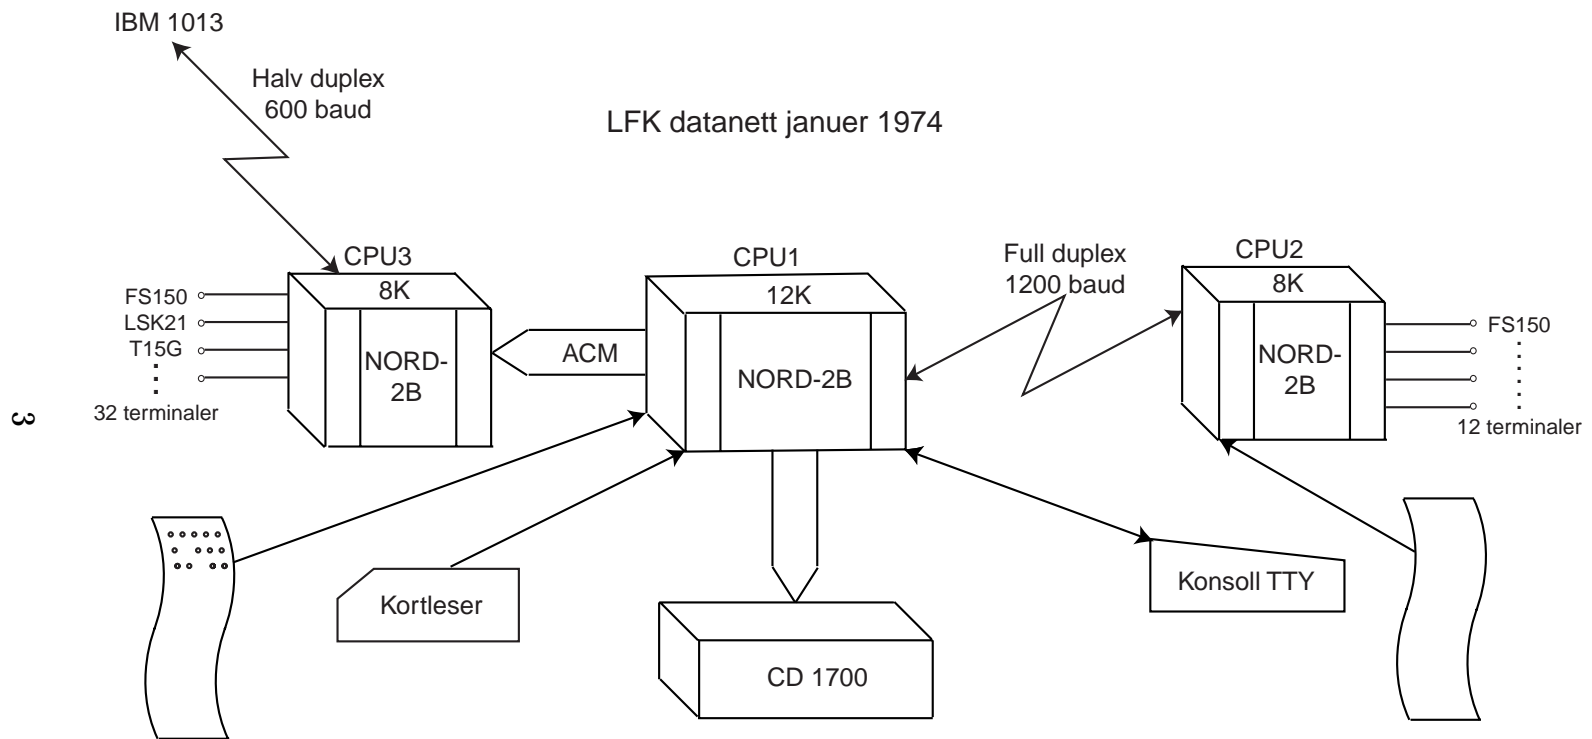 IBM 1013
Halv duplex
600 baud
LFK datanett januer 1974
CPU3
8K
NORD-
2B
FS150
LSK21
T15G
32 terminaler
ACM
CPU1
12K
NORD-2B
Full duplex
1200 baud
CPU2
8K
NORD-
2B
FS150
12 terminaler
3
Kortleser
CD 1700
Konsoll TTY